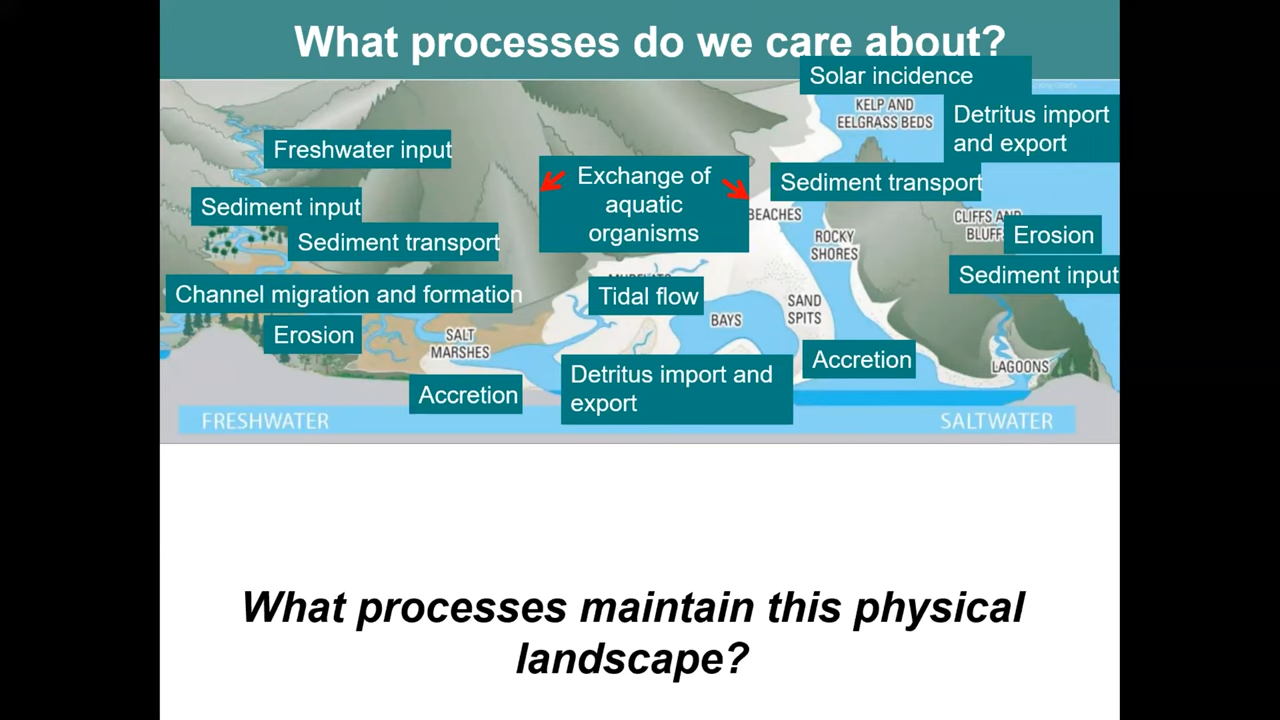 What processes do we care about?
Solar incidence
KELP AND
EELGRASS BEDS
Detritus import
and export
Freshwater input
Exchange of
aquatic
organisms
Sediment transport
Sediment input
BEACHES
CLIFFS AND
Erosion
Sediment transport
ROCKY
SHORES
Sediment input
Channel migration and formation
Tidal flow
SAND
SPITS
BAYS
Erosion
SALT
MARSHES
Accretion
LAGOONS
Detritus import and
export
Accretion
FRESHWATER
SALTWATER
What processes maintain this physical
landscape?